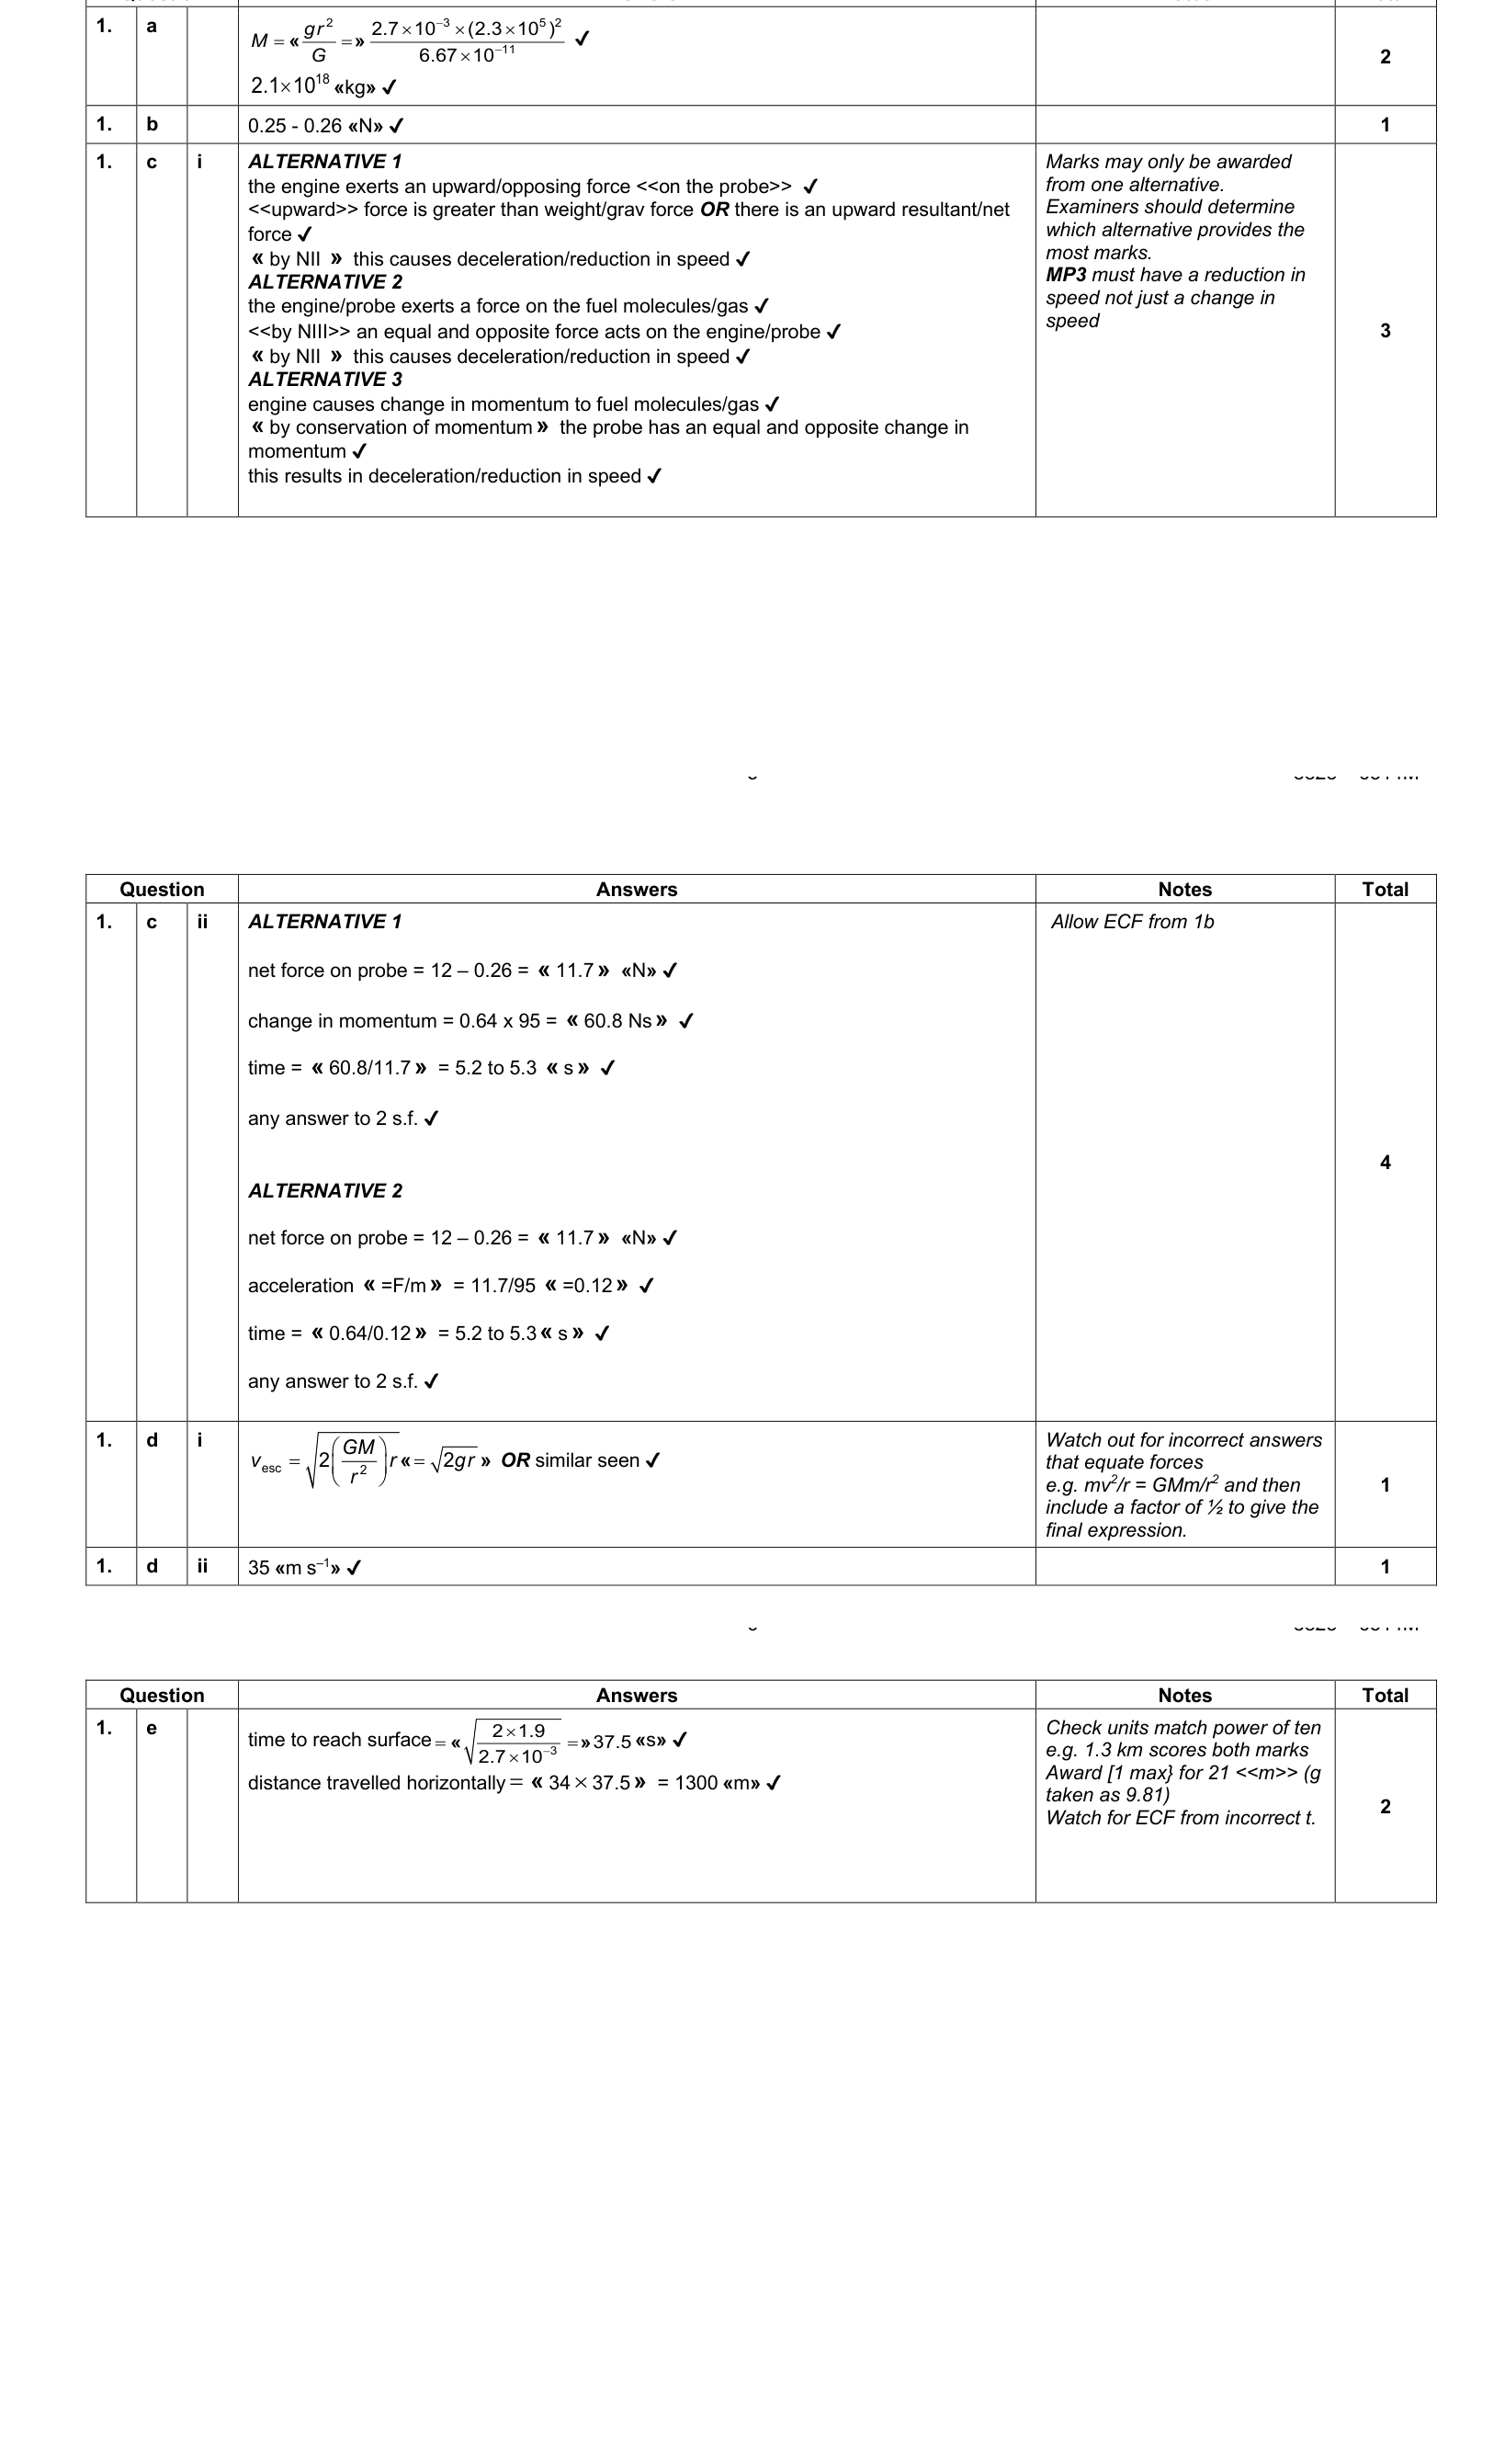 1. a M = «gr²/G =» 2.7×10⁻³ ×(2.3×10⁵)²/6.67×10⁻¹¹ ✓ 2
2.1×10¹⁸ «kg» ✓
1. b 0.25 - 0.26 «N» ✓ 1
1. c i ALTERNATIVE 1
the engine exerts an upward/opposing force <<on the probe>> ✓
<<upward>> force is greater than weight/grav force OR there is an upward resultant/net
force ✓
« by NII » this causes deceleration/reduction in speed ✓
ALTERNATIVE 2
the engine/probe exerts a force on the fuel molecules/gas ✓
<<by NIII>> an equal and opposite force acts on the engine/probe ✓
« by NII » this causes deceleration/reduction in speed ✓
ALTERNATIVE 3
engine causes change in momentum to fuel molecules/gas ✓
« by conservation of momentum » the probe has an equal and opposite change in
momentum ✓
this results in deceleration/reduction in speed ✓
Marks may only be awarded
from one alternative.
Examiners should determine
which alternative provides the
most marks.
MP3 must have a reduction in
speed not just a change in
speed
3
Question Answers Notes Total
1. c ii ALTERNATIVE 1
net force on probe = 12 – 0.26 = « 11.7 » «N» ✓
change in momentum = 0.64 x 95 = « 60.8 Ns » ✓
time = « 60.8/11.7 » = 5.2 to 5.3 « s » ✓
any answer to 2 s.f. ✓
ALTERNATIVE 2
net force on probe = 12 – 0.26 = « 11.7 » «N» ✓
acceleration « =F/m » = 11.7/95 « =0.12 » ✓
time = « 0.64/0.12 » = 5.2 to 5.3 « s » ✓
any answer to 2 s.f. ✓
Allow ECF from 1b
4
1. d i v_esc = √(2(GM/r²)r) «= √(2gr) » OR similar seen ✓
Watch out for incorrect answers
that equate forces
e.g. mv²/r = GMm/r² and then
include a factor of ½ to give the
final expression.
1
1. d ii 35 «m s⁻¹» ✓ 1
Question Answers Notes Total
1. e time to reach surface = «√(2×1.9/2.7×10⁻³) =» 37.5 «s» ✓
distance travelled horizontally = « 34 × 37.5 » = 1300 «m» ✓
Check units match power of ten
e.g. 1.3 km scores both marks
Award [1 max} for 21 <<m>> (g
taken as 9.81)
Watch for ECF from incorrect t.
2